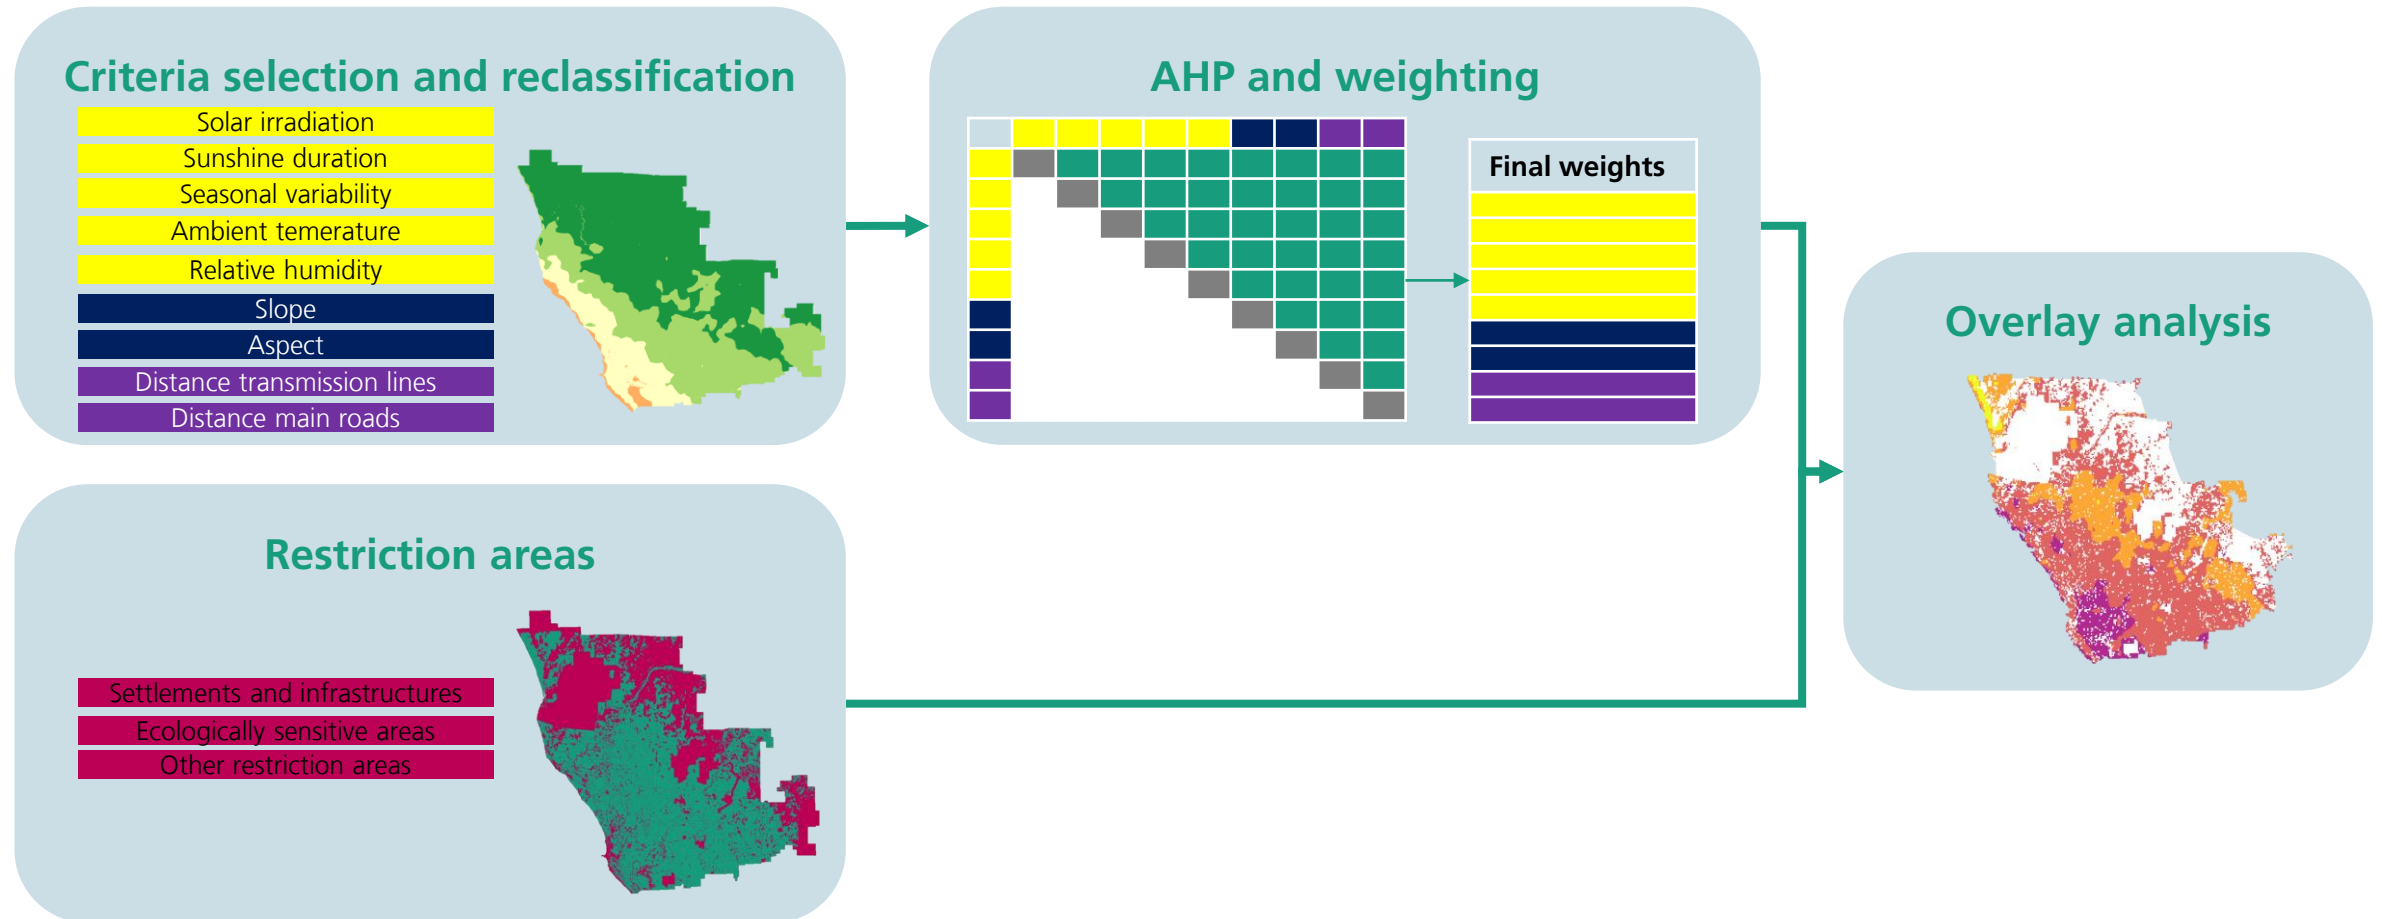 Criteria selection and reclassification
Solar irradiation
Sunshine duration
Seasonal variability
Ambient temerature
Relative humidity
Slope
Aspect
Distance transmission lines
Distance main roads
AHP and weighting
Final weights
Restriction areas
Settlements and infrastructures
Ecologically sensitive areas
Other restriction areas
Overlay analysis